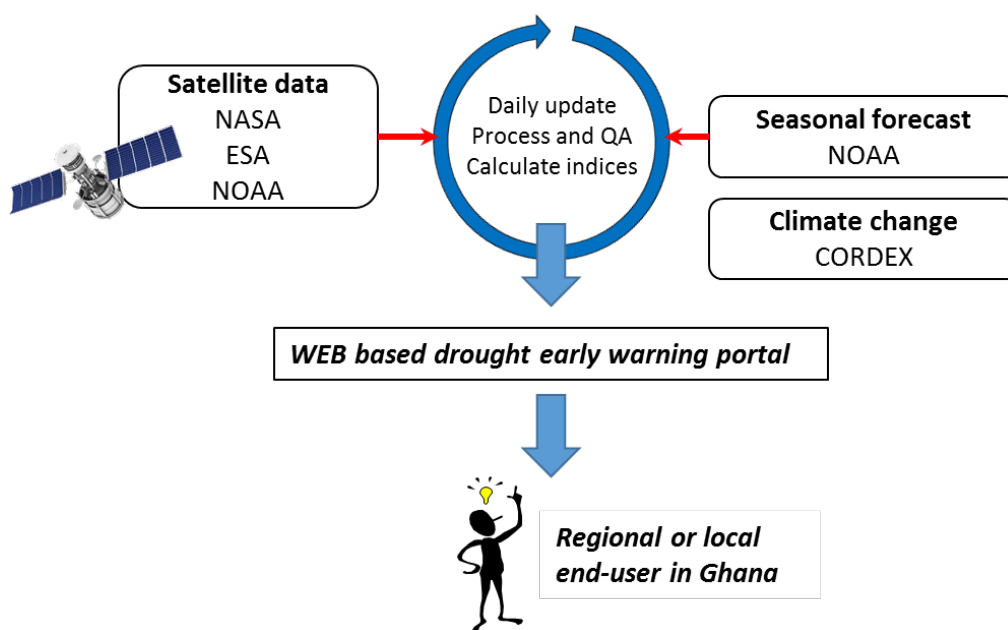 Satellite data
NASA
ESA
NOAA
Daily update
Process and QA
Calculate indices
Seasonal forecast
NOAA
Climate change
CORDEX
WEB based drought early warning portal
Regional or local
end-user in Ghana